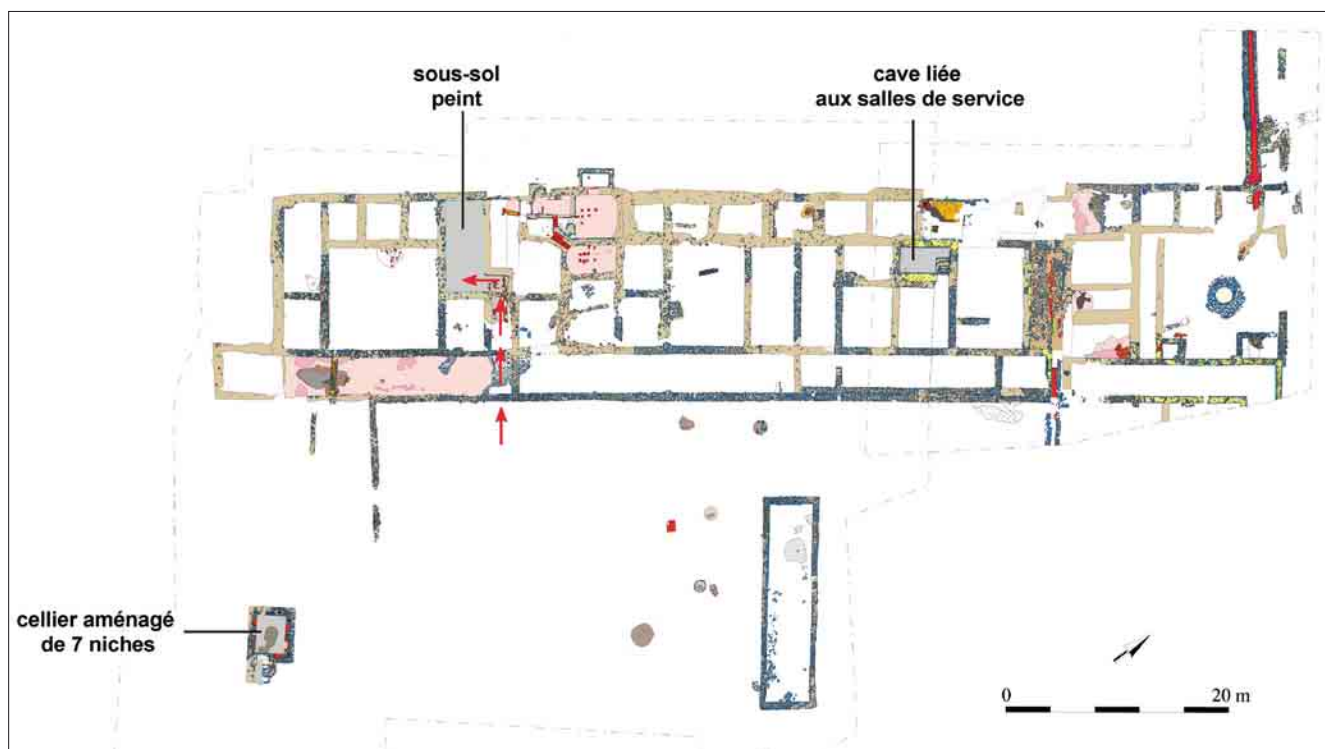 sous-sol
peint
cave liée
aux salles de service
cellier aménagé
de 7 niches
0
20 m